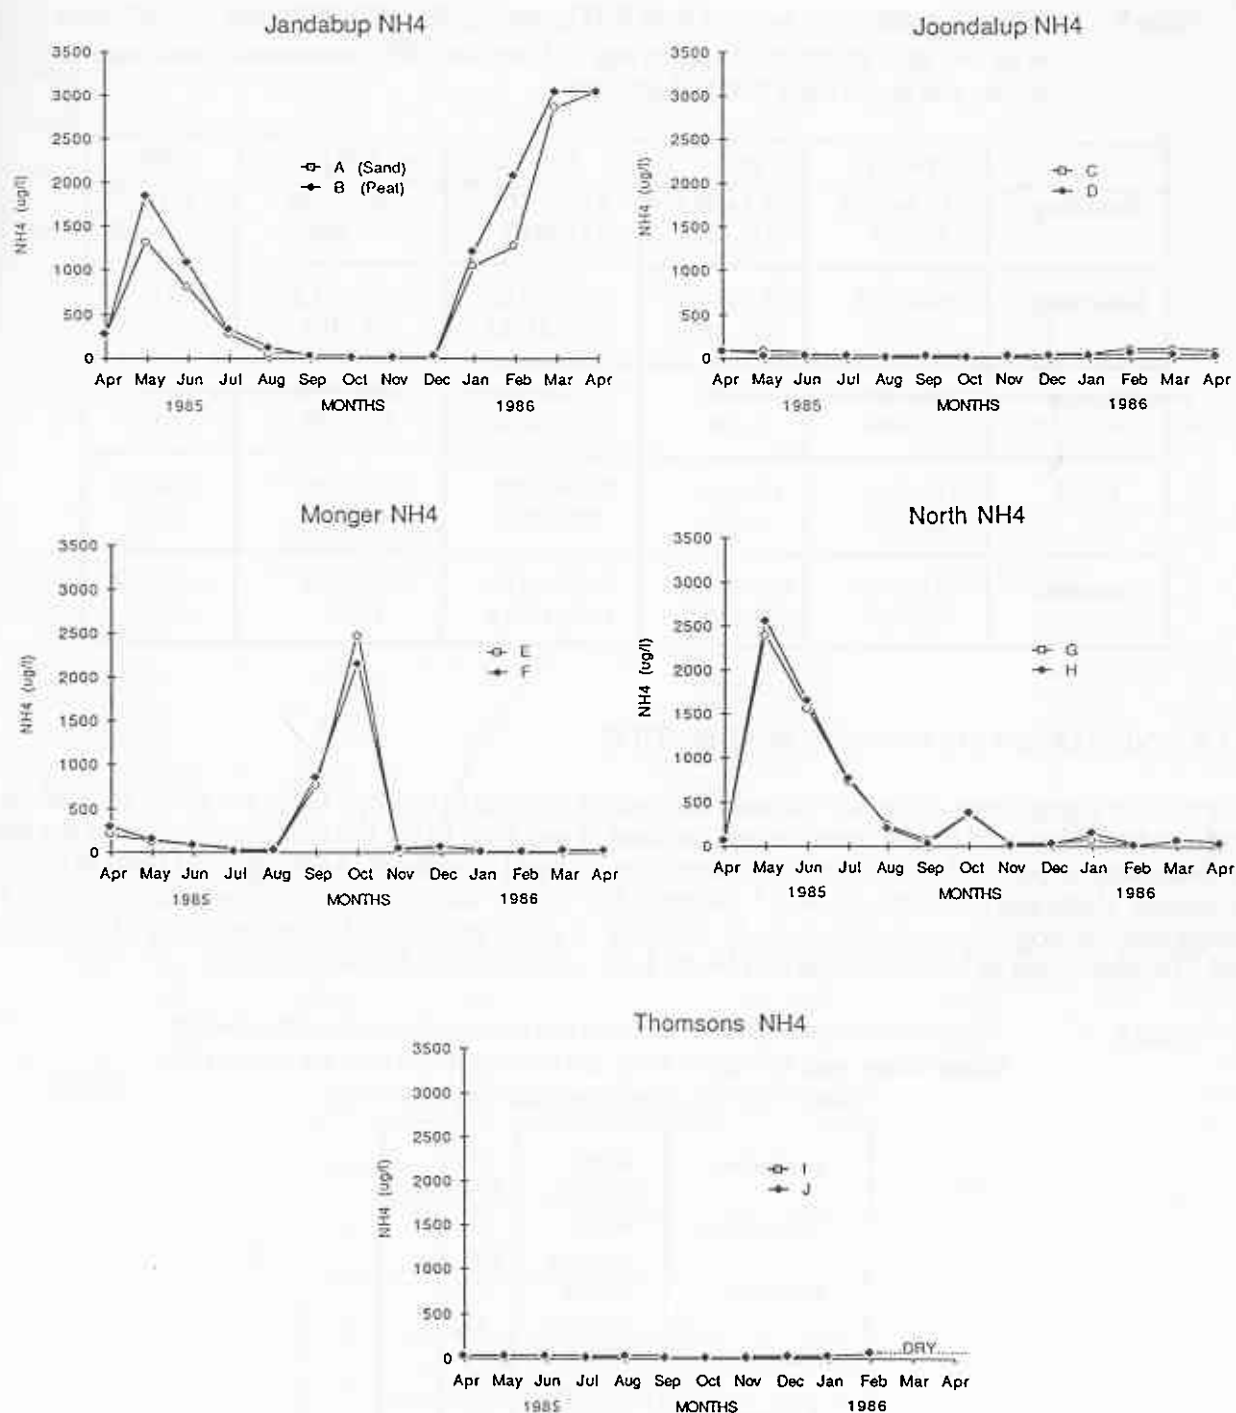 Jandabup NH4
3500
3000
2500
2000
1500
1000
500
0
NH4 (ug/l)
A (Sand)
B (Peat)
Apr May Jun Jul Aug Sep Oct Nov Dec Jan Feb Mar Apr
1985 MONTHS 1986
Joondalup NH4
3500
3000
2500
2000
1500
1000
500
0
NH4 (ug/l)
C
D
Apr May Jun Jul Aug Sep Oct Nov Dec Jan Feb Mar Apr
1985 MONTHS 1986
Monger NH4
3500
3000
2500
2000
1500
1000
500
0
NH4 (ug/l)
E
F
Apr May Jun Jul Aug Sep Oct Nov Dec Jan Feb Mar Apr
1985 MONTHS 1986
North NH4
3500
3000
2500
2000
1500
1000
500
0
NH4 (ug/l)
G
H
Apr May Jun Jul Aug Sep Oct Nov Dec Jan Feb Mar Apr
1985 MONTHS 1986
Thomsons NH4
3500
3000
2500
2000
1500
1000
500
0
NH4 (ug/l)
I
J
DRY
Apr May Jun Jul Aug Sep Oct Nov Dec Jan Feb Mar Apr
1985 MONTHS 1986